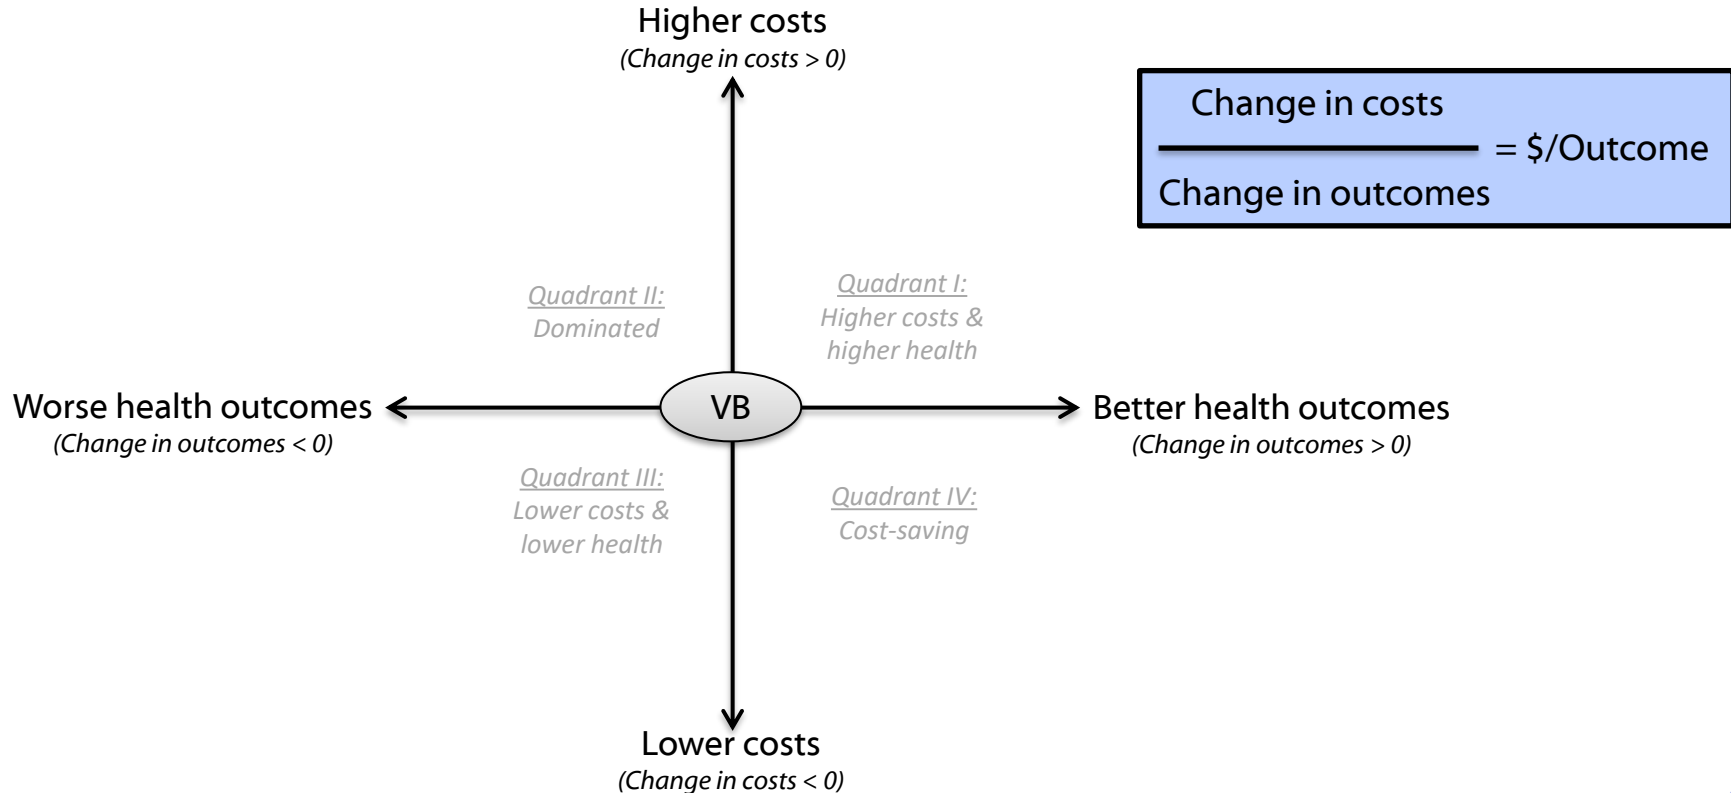 Higher costs
(Change in costs > 0)
Change in costs
= $/Outcome
Change in outcomes
Quadrant II:
Dominated
Quadrant I:
Higher costs &
higher health
Worse health outcomes
(Change in outcomes < 0)
VB
Better health outcomes
(Change in outcomes > 0)
Quadrant III:
Lower costs &
lower health
Quadrant IV:
Cost-saving
Lower costs
(Change in costs < 0)